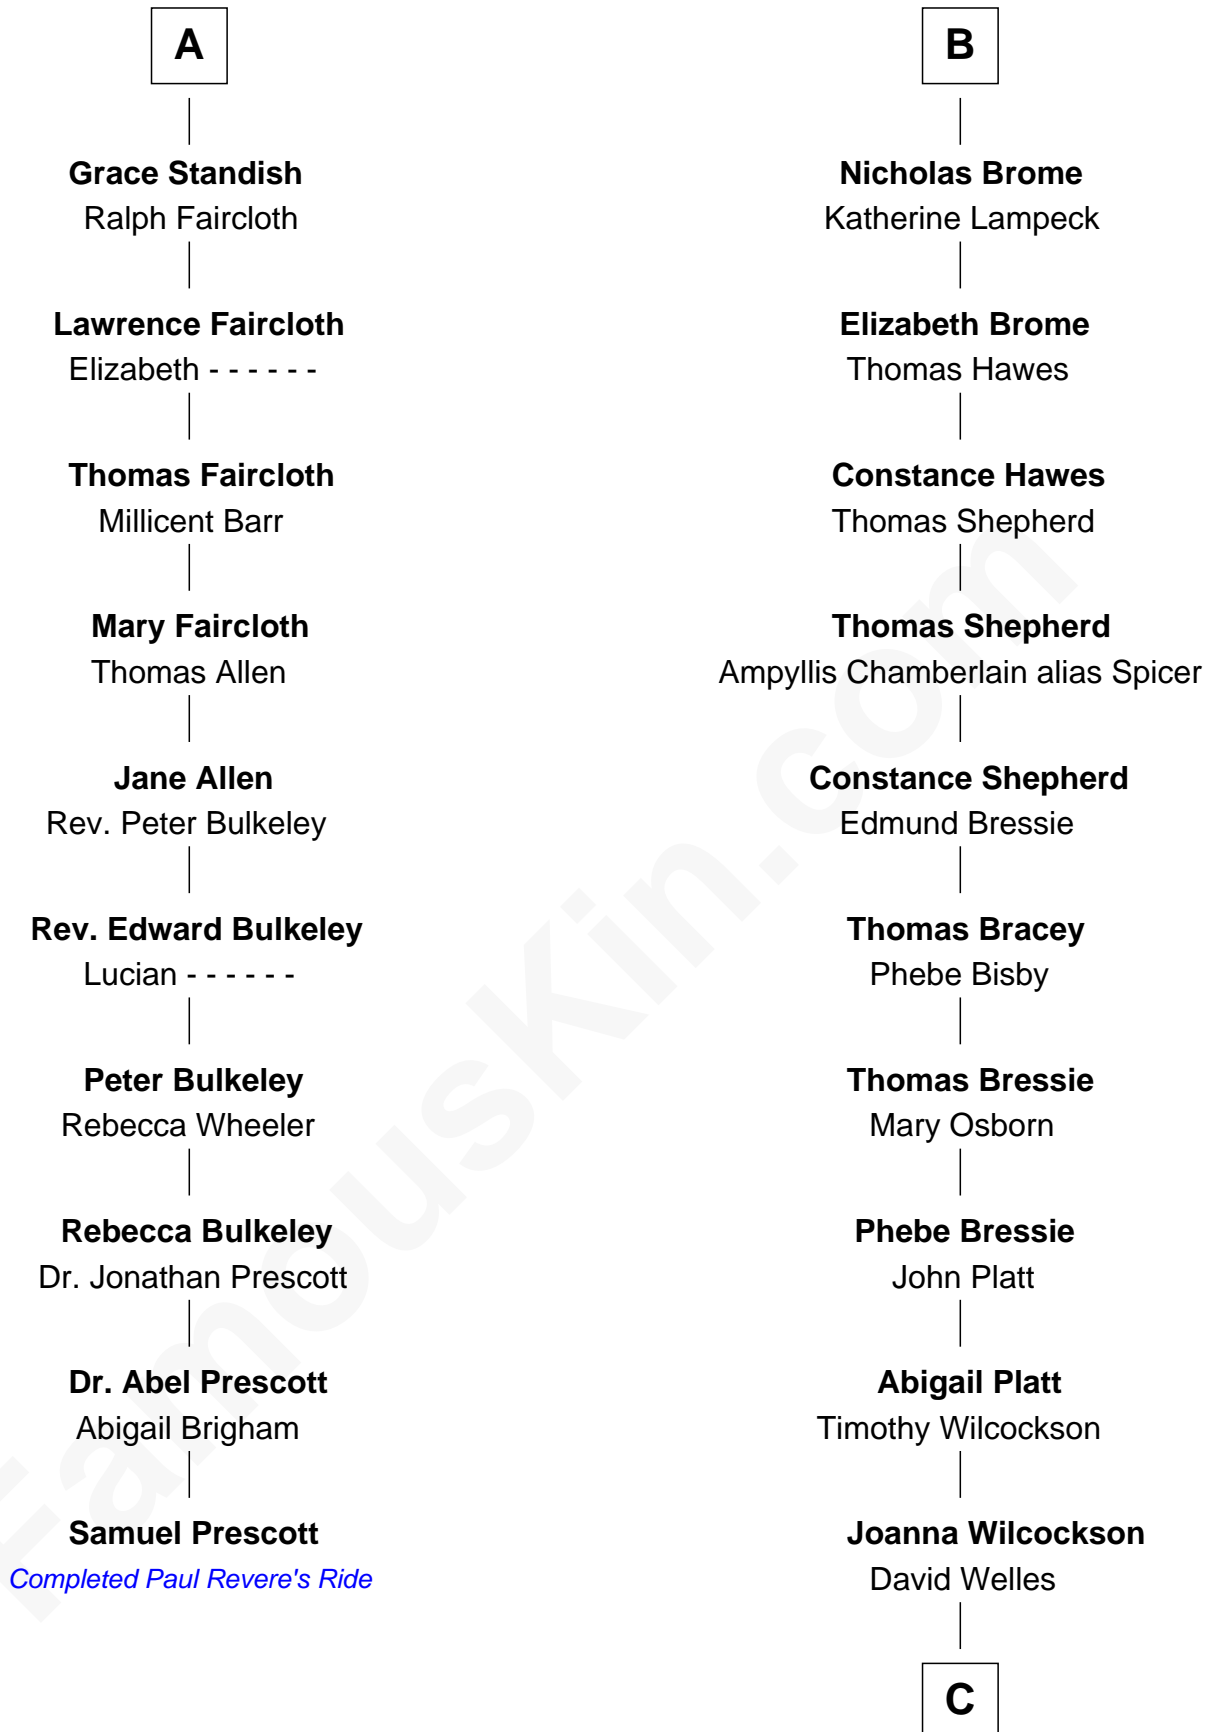 A
Grace Standish
Ralph Faircloth
Lawrence Faircloth
Elizabeth - - - - - -
Thomas Faircloth
Millicent Barr
Mary Faircloth
Thomas Allen
Jane Allen
Rev. Peter Bulkeley
Rev. Edward Bulkeley
Lucian - - - - - -
Peter Bulkeley
Rebecca Wheeler
Rebecca Bulkeley
Dr. Jonathan Prescott
Dr. Abel Prescott
Abigail Brigham
Samuel Prescott
Completed Paul Revere's Ride
B
Nicholas Brome
Katherine Lampeck
Elizabeth Brome
Thomas Hawes
Constance Hawes
Thomas Shepherd
Thomas Shepherd
Ampyllis Chamberlain alias Spicer
Constance Shepherd
Edmund Bressie
Thomas Bracey
Phebe Bisby
Thomas Bressie
Mary Osborn
Phebe Bressie
John Platt
Abigail Platt
Timothy Wilcockson
Joanna Wilcockson
David Welles
C
FamousKin.com